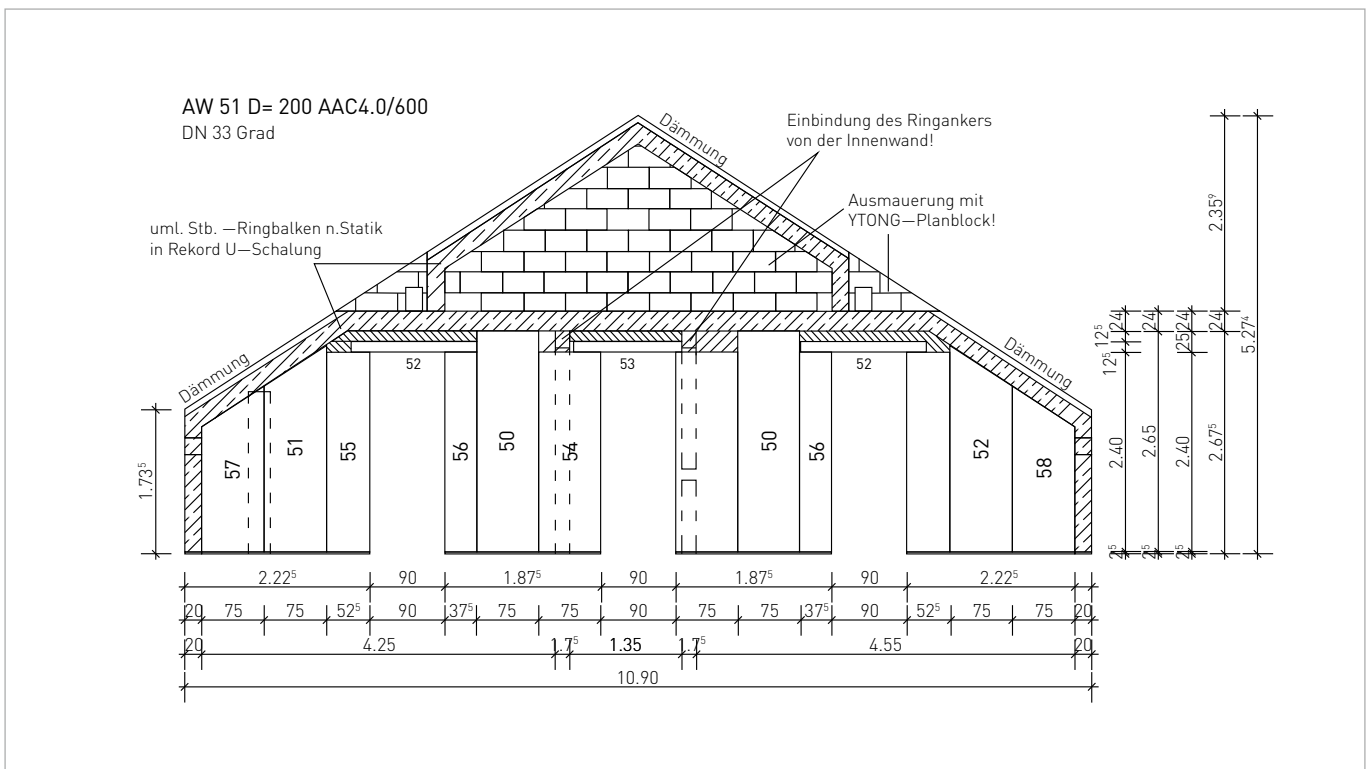 AW 51 D= 200 AAC4.0/600
DN 33 Grad
Dämmung
Einbindung des Ringankers
von der Innenwand!
Ausmauerung mit
YTONG—Planblock!
uml. Stb. —Ringbalken n.Statik
in Rekord U—Schalung
Dämmung
Dämmung
52
53
52
57
51
55
56
50
54
50
56
52
58
1.73⁵
12⁵
12⁵
2.40
2⁵
24
2.65
2⁵
24
25
2.40
2⁵
2.35⁹
24
2.67⁵
5.27⁴
24
2.22⁵ 90 1.87⁵ 90 1.87⁵ 90 2.22⁵
20 75 75 52⁵ 90 37⁵ 75 75 90 75 75 37⁵ 90 52⁵ 75 75 20
20 4.25 1.7⁵ 1.35 1.7⁵ 4.55 20
10.90